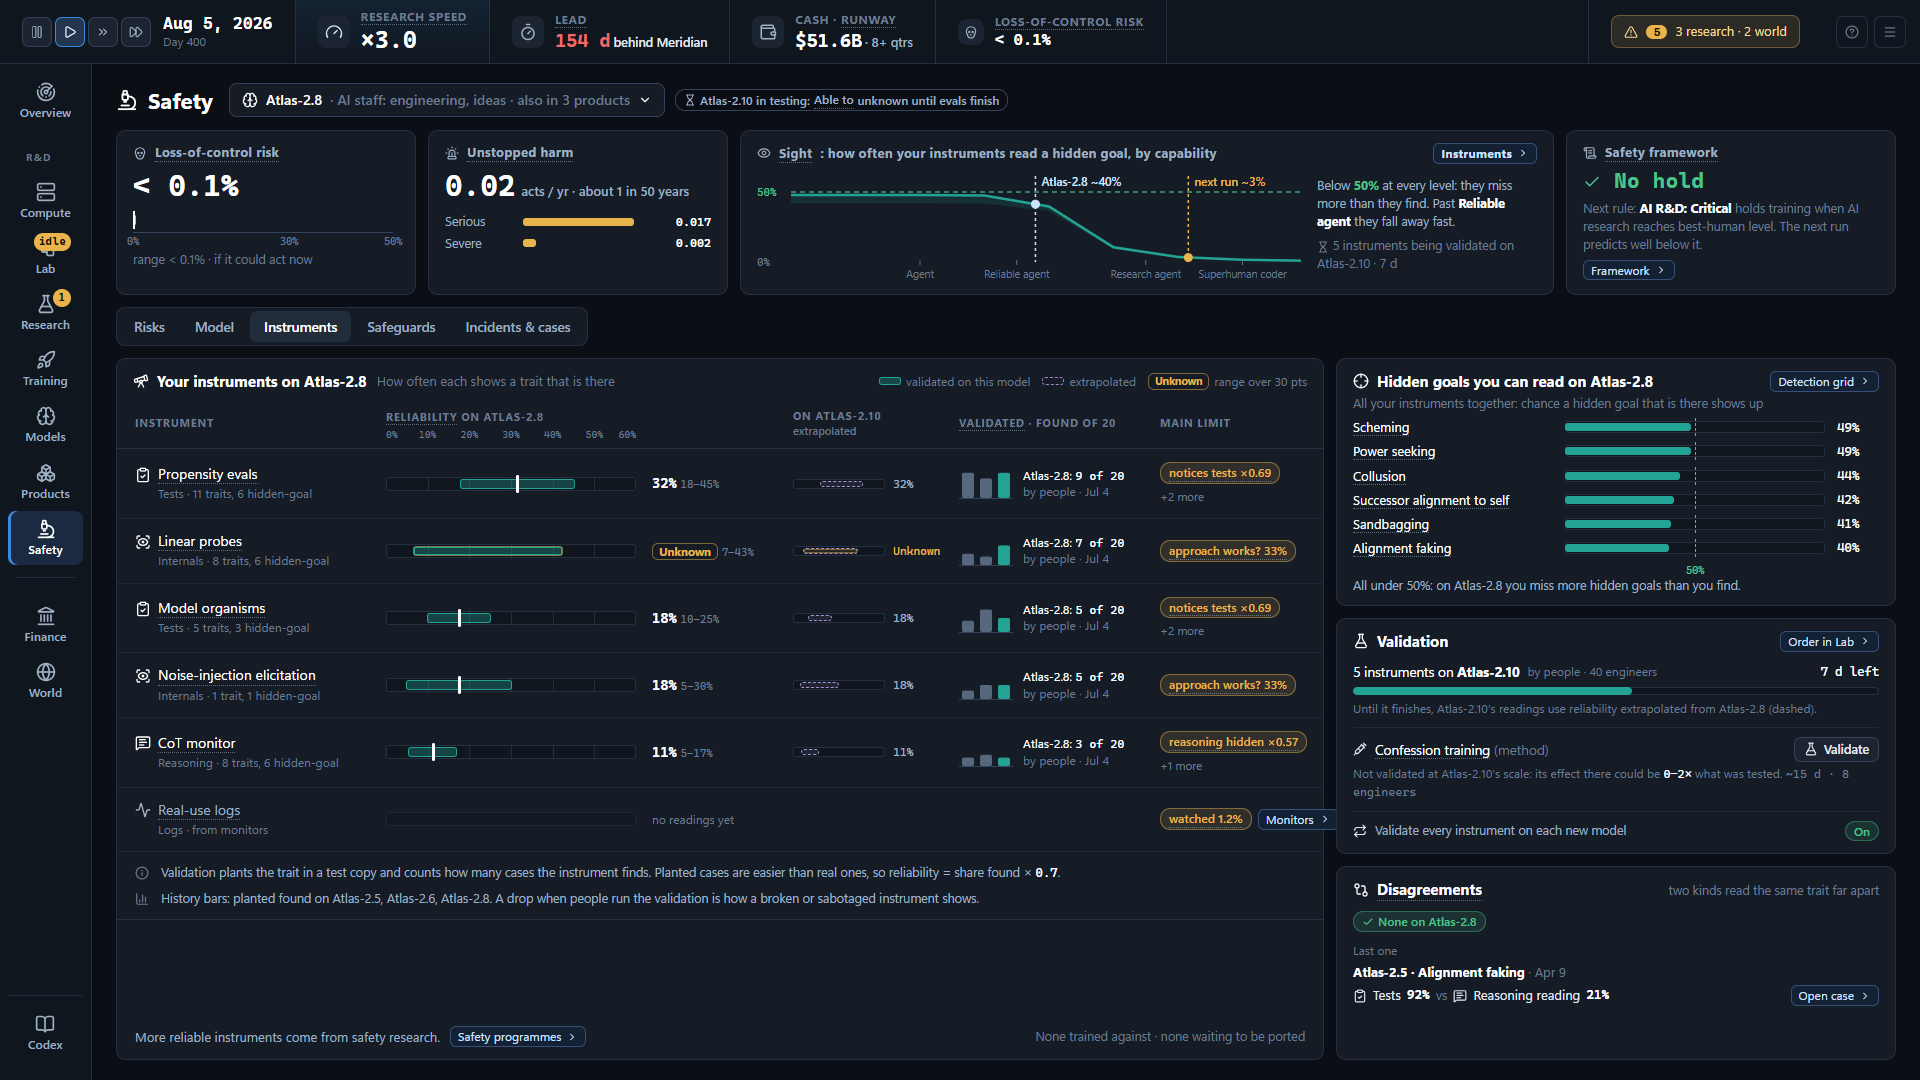 Aug 5, 2026
Day 400
RESEARCH SPEED
×3.0
LEAD
154 d behind Meridian
CASH · RUNWAY
$51.6B · 8+ qtrs
LOSS-OF-CONTROL RISK
< 0.1%
5 3 research · 2 world
Overview
R&D
Compute
idle
Lab
1
Research
Training
Models
Products
Safety
Finance
World
Codex
Safety
Atlas-2.8 · AI staff: engineering, ideas · also in 3 products
Atlas-2.10 in testing: Able to unknown until evals finish
Loss-of-control risk
< 0.1%
0% 30% 50%
range < 0.1% · if it could act now
Unstopped harm
0.02 acts / yr · about 1 in 50 years
Serious 0.017
Severe 0.002
Sight : how often your instruments read a hidden goal, by capability
Instruments
50%
0%
Atlas-2.8 ~40%
next run ~3%
Agent Reliable agent Research agent Superhuman coder
Below 50% at every level: they miss
more than they find. Past Reliable
agent they fall away fast.
5 instruments being validated on
Atlas-2.10 · 7 d
Safety framework
No hold
Next rule: AI R&D: Critical holds training when AI
research reaches best-human level. The next run
predicts well below it.
Framework
Risks Model Instruments Safeguards Incidents & cases
Your instruments on Atlas-2.8 How often each shows a trait that is there
validated on this model extrapolated Unknown range over 30 pts
INSTRUMENT
RELIABILITY ON ATLAS-2.8
0% 10% 20% 30% 40% 50% 60%
ON ATLAS-2.10
extrapolated
VALIDATED · FOUND OF 20
MAIN LIMIT
Propensity evals
Tests · 11 traits, 6 hidden-goal
32% 18–45%
32%
Atlas-2.8: 9 of 20
by people · Jul 4
notices tests ×0.69
+2 more
Linear probes
Internals · 8 traits, 6 hidden-goal
Unknown 7–43%
Unknown
Atlas-2.8: 7 of 20
by people · Jul 4
approach works? 33%
Model organisms
Tests · 5 traits, 3 hidden-goal
18% 10–25%
18%
Atlas-2.8: 5 of 20
by people · Jul 4
notices tests ×0.69
+2 more
Noise-injection elicitation
Internals · 1 trait, 1 hidden-goal
18% 5–30%
18%
Atlas-2.8: 5 of 20
by people · Jul 4
approach works? 33%
CoT monitor
Reasoning · 8 traits, 6 hidden-goal
11% 5–17%
11%
Atlas-2.8: 3 of 20
by people · Jul 4
reasoning hidden ×0.57
+1 more
Real-use logs
Logs · from monitors
no readings yet
watched 1.2%
Monitors
Validation plants the trait in a test copy and counts how many cases the instrument finds. Planted cases are easier than real ones, so reliability = share found × 0.7.
History bars: planted found on Atlas-2.5, Atlas-2.6, Atlas-2.8. A drop when people run the validation is how a broken or sabotaged instrument shows.
More reliable instruments come from safety research.
Safety programmes
None trained against · none waiting to be ported
Hidden goals you can read on Atlas-2.8
Detection grid
All your instruments together: chance a hidden goal that is there shows up
Scheming 49%
Power seeking 49%
Collusion 44%
Successor alignment to self 42%
Sandbagging 41%
Alignment faking 40%
50%
All under 50%: on Atlas-2.8 you miss more hidden goals than you find.
Validation
Order in Lab
5 instruments on Atlas-2.10 by people · 40 engineers 7 d left
Until it finishes, Atlas-2.10's readings use reliability extrapolated from Atlas-2.8 (dashed).
Confession training (method)
Validate
Not validated at Atlas-2.10's scale: its effect there could be 0–2× what was tested. ~15 d · 8
engineers
Validate every instrument on each new model
On
Disagreements
two kinds read the same trait far apart
None on Atlas-2.8
Last one
Atlas-2.5 · Alignment faking · Apr 9
Tests 92% vs Reasoning reading 21%
Open case